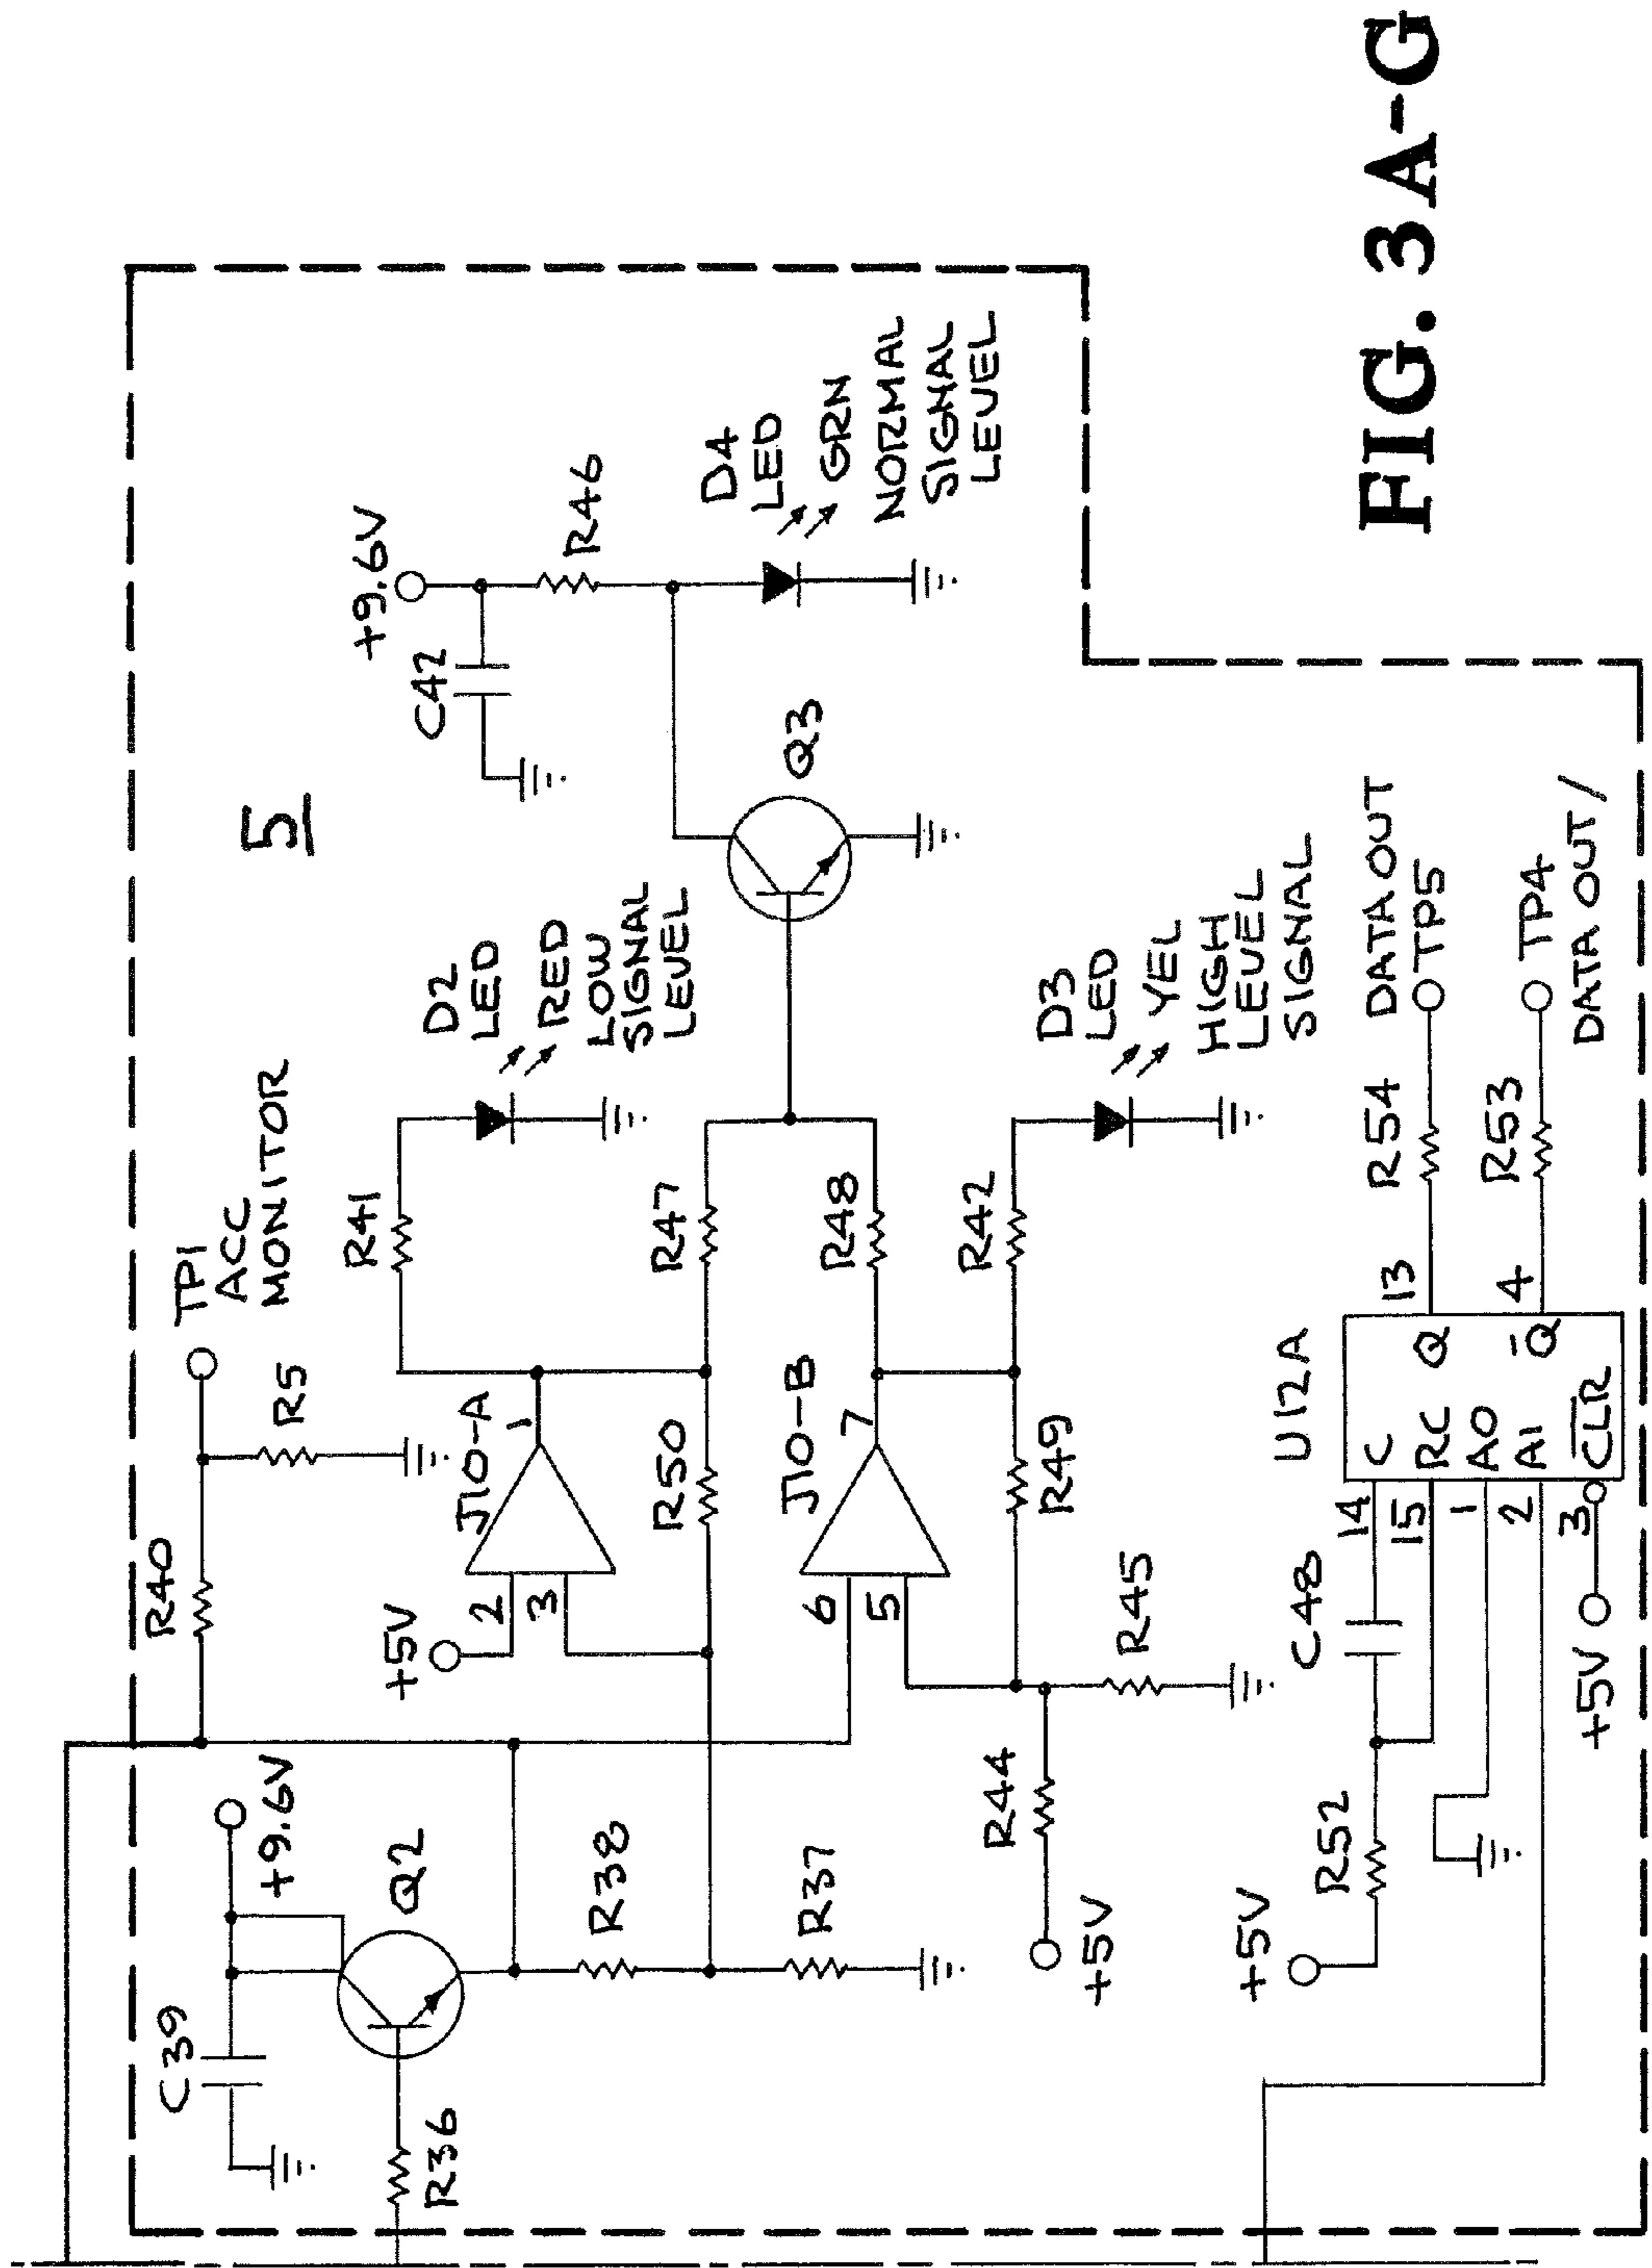 5
C39
+9.6V
Q2
R36
R38
R37
R40
TP1
ACC
MONITOR
R5
+5V
2
3
J10-A
1
R50
R41
R47
D2
LED
RED
LOW
SIGNAL
LEVEL
+9.6V
C42
R46
Q3
D4
LED
GRN
NORMAL
SIGNAL
LEVEL
6
5
J10-B
7
R48
R42
R49
R45
R44
+5V
D3
LED
YEL
HIGH
LEVEL
SIGNAL
+5V
R52
C48
U12A
14
15
1
2
3
C
RC
A0
A1
CLR
Q
Q̄
13
4
R54
R53
DATA OUT
TP5
TP4
DATA OUT /
+5V
FIG. 3A-G